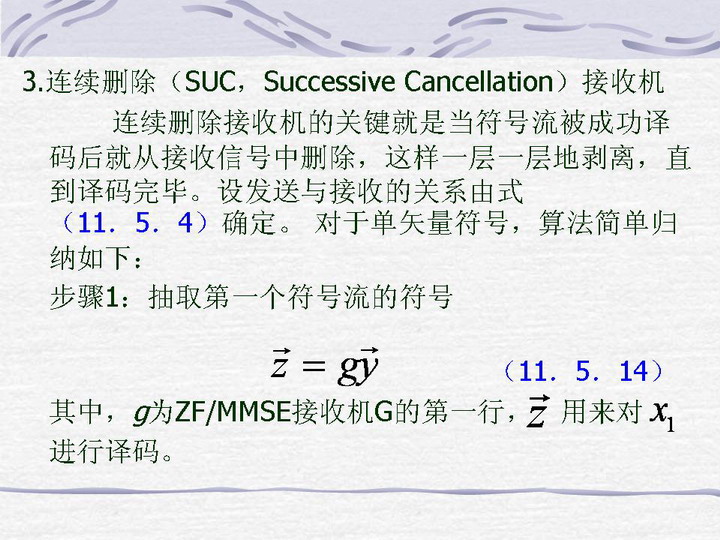 3.连续删除（SUC，Successive Cancellation）接收机
连续删除接收机的关键就是当符号流被成功译
码后就从接收信号中删除，这样一层一层地剥离，直
到译码完毕。设发送与接收的关系由式
（11．5．4）确定。 对于单矢量符号，算法简单归
纳如下：
步骤1：抽取第一个符号流的符号
$\vec{z} = g\vec{y}$ （11．5．14）
其中，g为ZF/MMSE接收机G的第一行，$\vec{z}$ 用来对 $x_1$
进行译码。